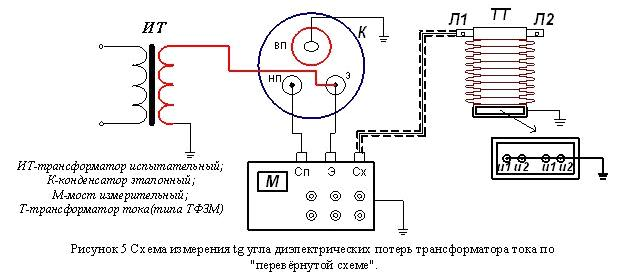 ИТ
ВП
К
НП
Э
Л1
ТТ
Л2
Сп
Э
Сх
М
и1 и2 и1 и2
ИТ-трансформатор испытательный;
К-конденсатор эталонный;
М-мост измерительный;
Т-трансформатор тока(типа ТФЗМ)
Рисунок 5 Схема измерения tg угла диэлектрических потерь трансформатора тока по
"перевёрнутой схеме".